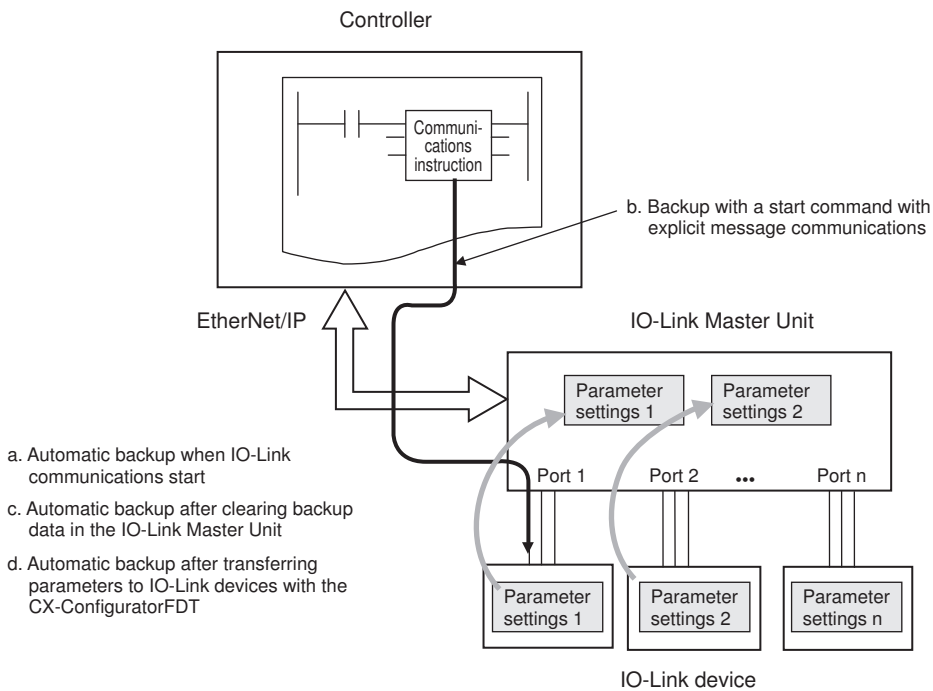 Controller
Communi-
cations
instruction
b. Backup with a start command with
explicit message communications
EtherNet/IP
IO-Link Master Unit
Parameter
settings 1
Parameter
settings 2
a. Automatic backup when IO-Link
communications start
c. Automatic backup after clearing backup
data in the IO-Link Master Unit
d. Automatic backup after transferring
parameters to IO-Link devices with the
CX-ConfiguratorFDT
Port 1
Port 2
...
Port n
Parameter
settings 1
Parameter
settings 2
Parameter
settings n
IO-Link device